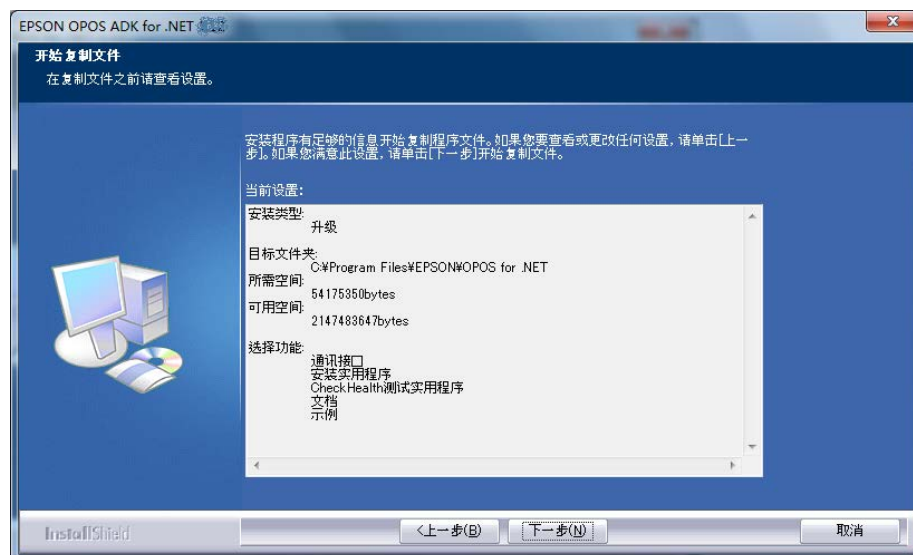 EPSON OPOS ADK for .NET
开始复制文件
在复制文件之前请查看设置。
安装程序有足够的信息开始复制程序文件。如果您要查看或更改任何设置，请单击[上一
步]。如果您满意此设置，请单击[下一步]开始复制文件。
当前设置:
安装类型:
升级
目标文件夹:
C:¥Program Files¥EPSON¥OPOS for .NET
所需空间:
54175350bytes
可用空间:
2147483647bytes
选择功能:
通讯接口
安装实用程序
CheckHealth测试实用程序
文档
示例
InstallShield
<上一步(B)
下一步(N)
取消